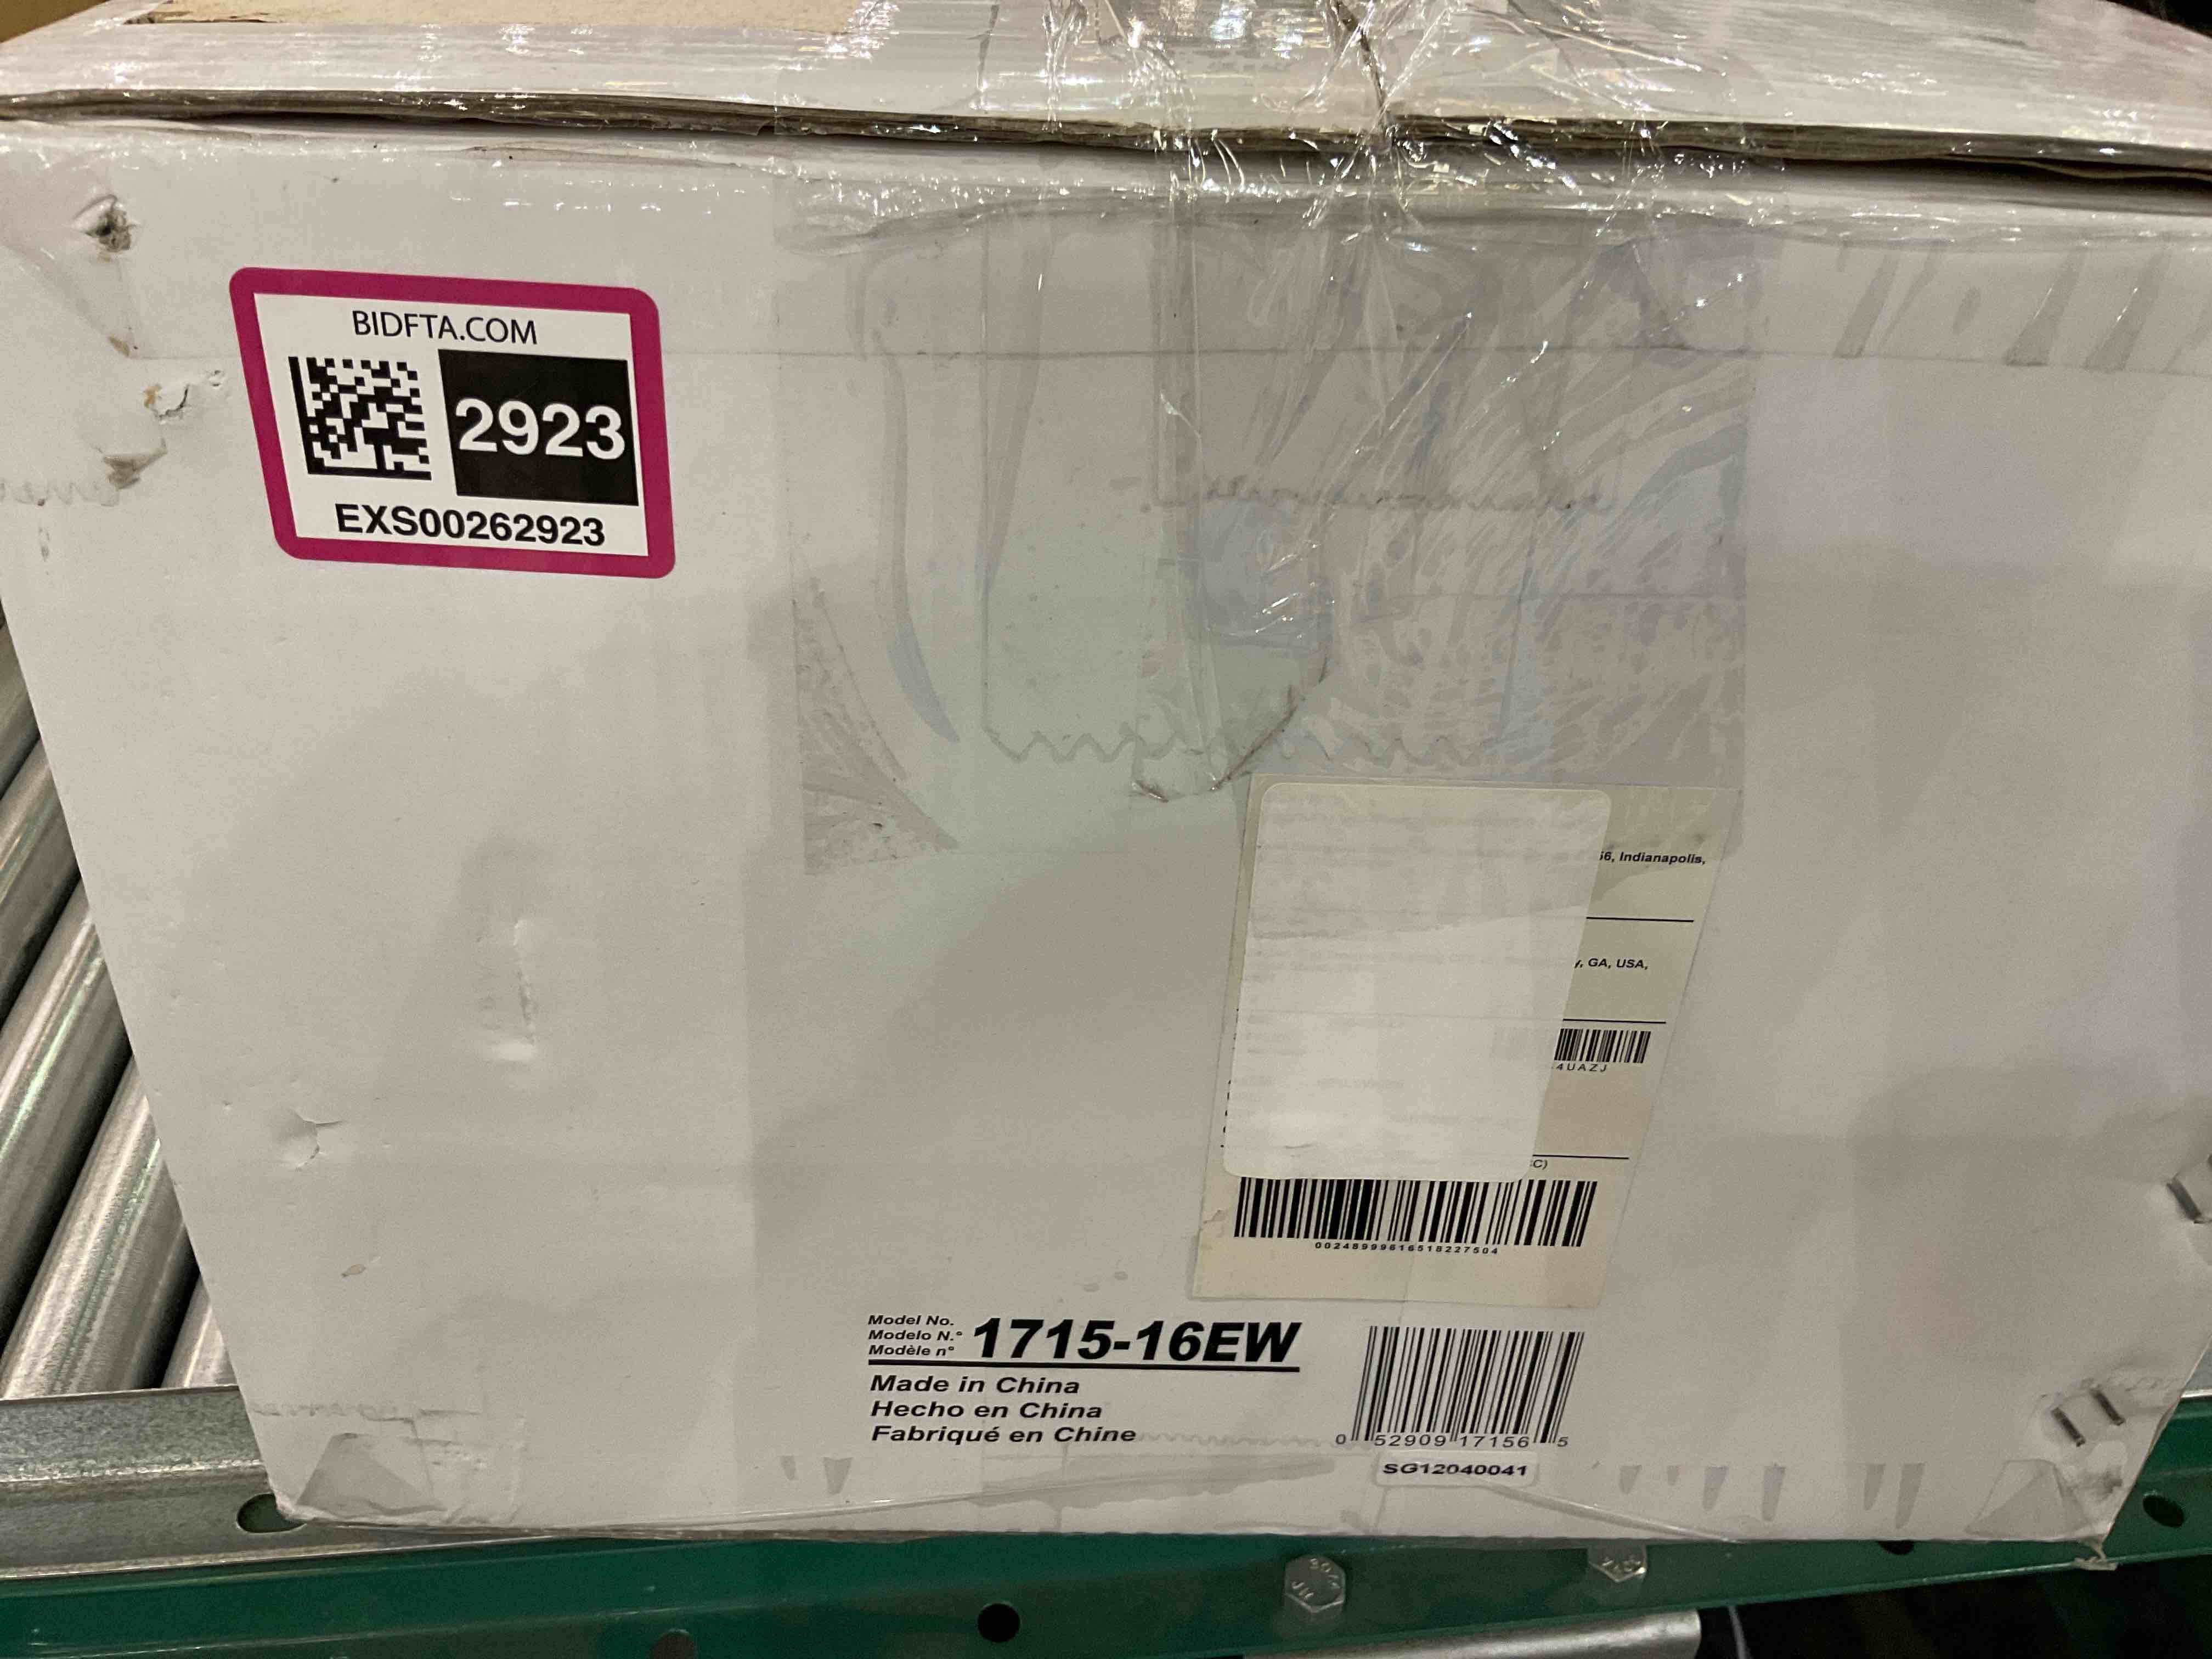 BIDFTA.COM
2923
EXS00262923
56, Indianapolis,
y, GA, USA,
4UAZJ
C)
00248999616518227504
Model No.
Modelo N.°
Modèle n°
1715-16EW
Made in China
Hecho en China
Fabriqué en Chine
0 52909 17156 5
SG12040041